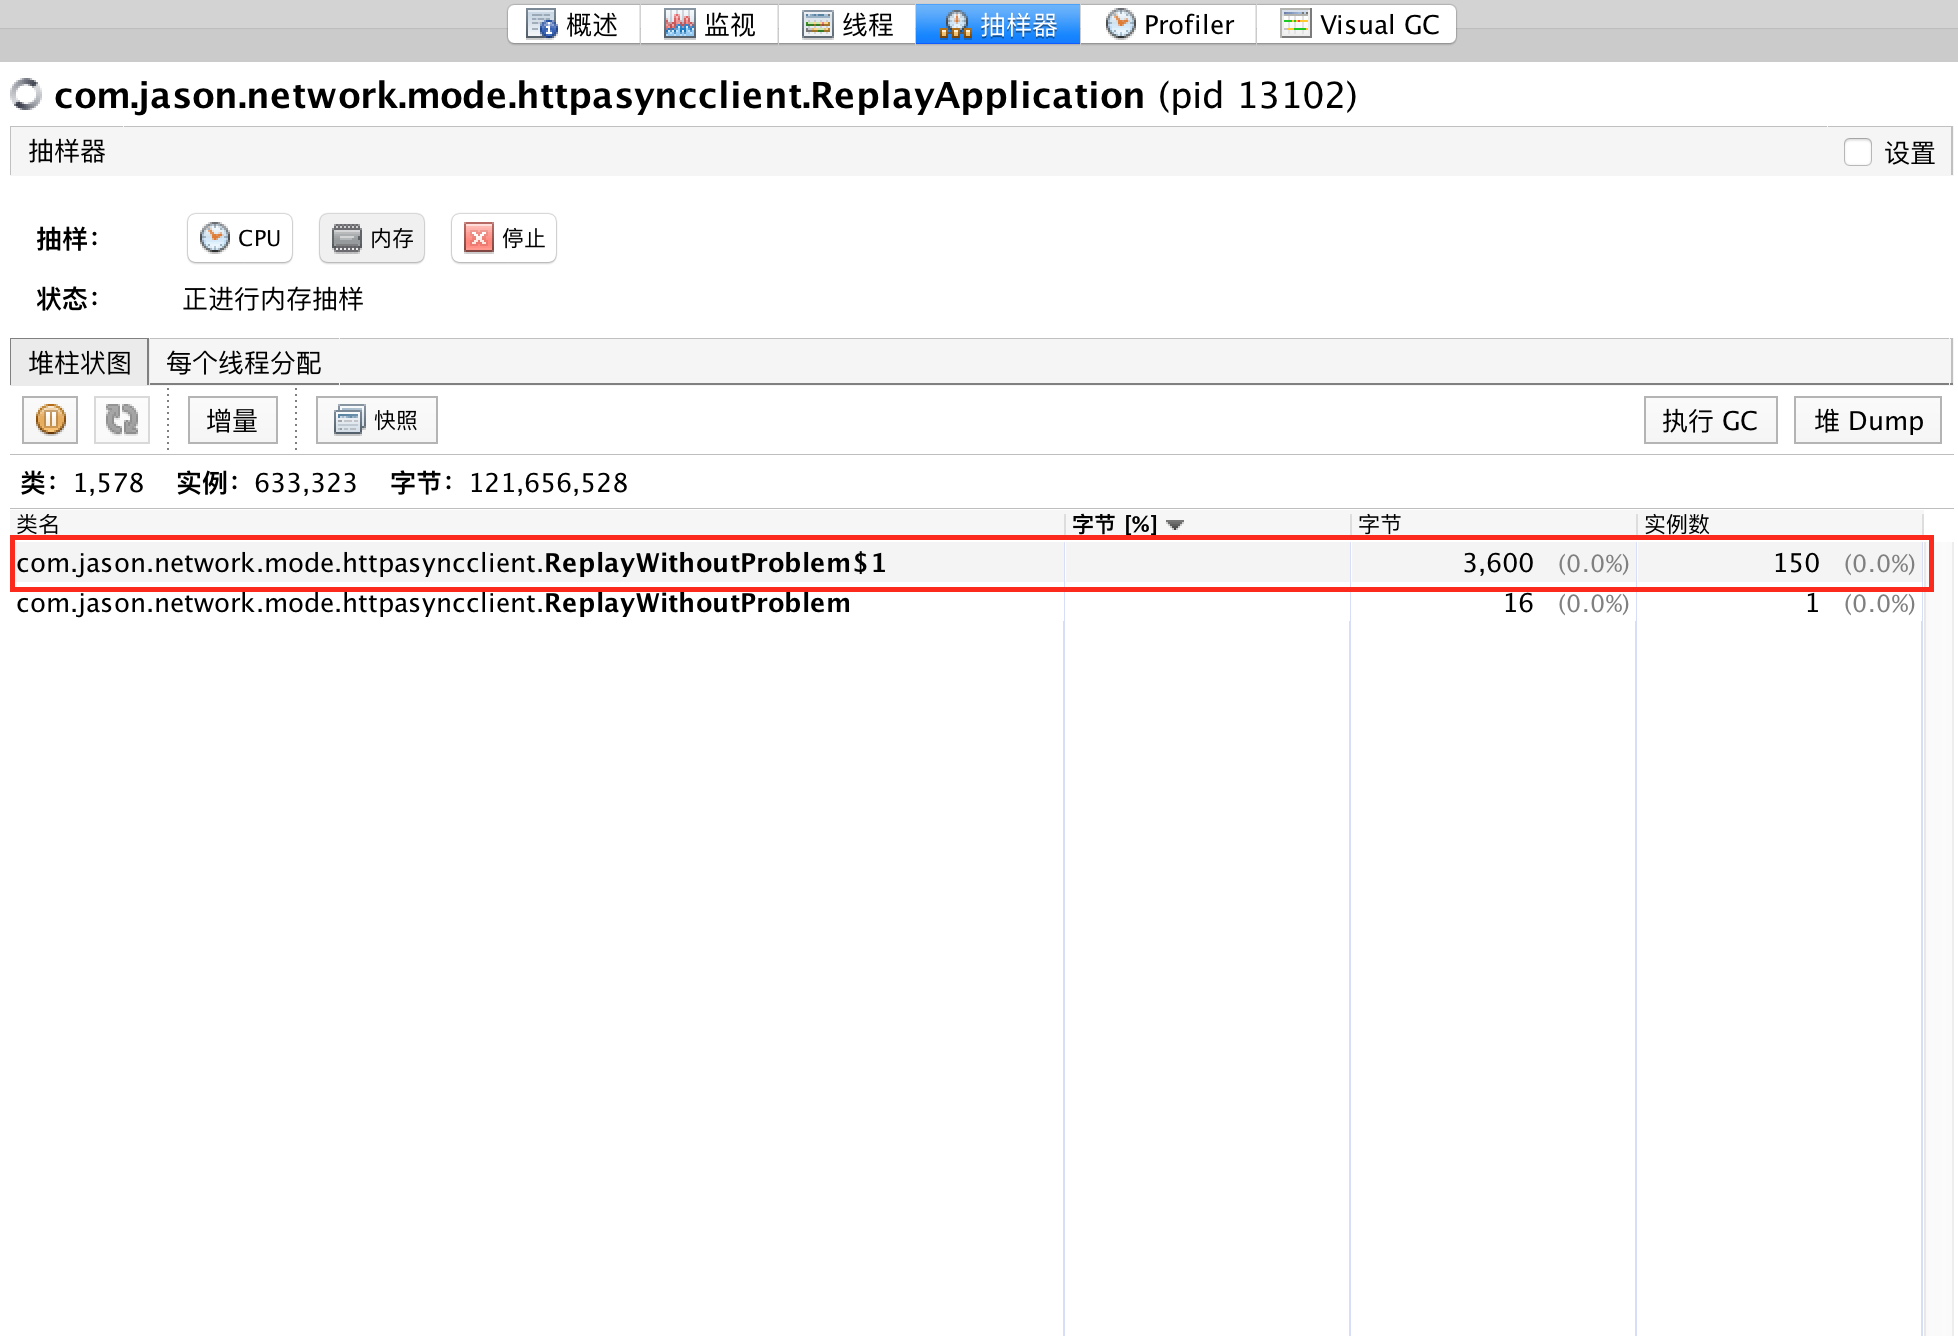 概述 监视 线程 抽样器 Profiler Visual GC
com.jason.network.mode.httpasyncclient.ReplayApplication (pid 13102)
抽样器 设置
抽样： CPU 内存 停止
状态： 正进行内存抽样
堆柱状图 每个线程分配
增量 快照 执行 GC 堆 Dump
类： 1,578 实例： 633,323 字节： 121,656,528
类名 字节 [%] 字节 实例数
com.jason.network.mode.httpasyncclient.ReplayWithoutProblem$1 3,600 (0.0%) 150 (0.0%)
com.jason.network.mode.httpasyncclient.ReplayWithoutProblem 16 (0.0%) 1 (0.0%)